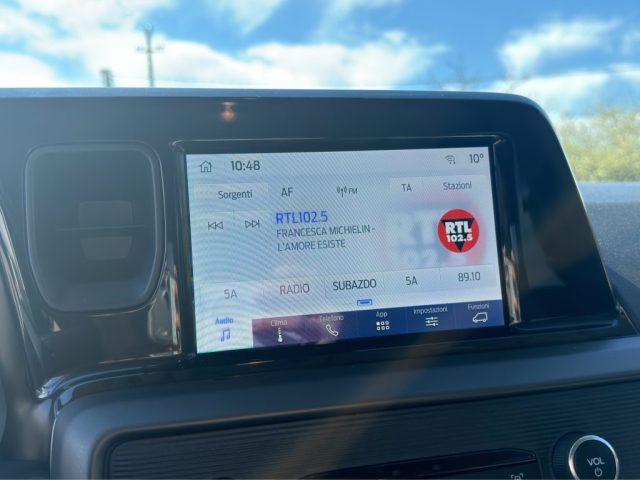 10:48
10°
Sorgenti
AF
FM
TA
Stazioni
RTL102.5
FRANCESCA MICHIELIN -
L'AMORE ESISTE
RTL
102.5
5A
RADIO
SUBAZDO
5A
89.10
Audio
Clima
Telefono
App
Impostazioni
Funzioni
VOL